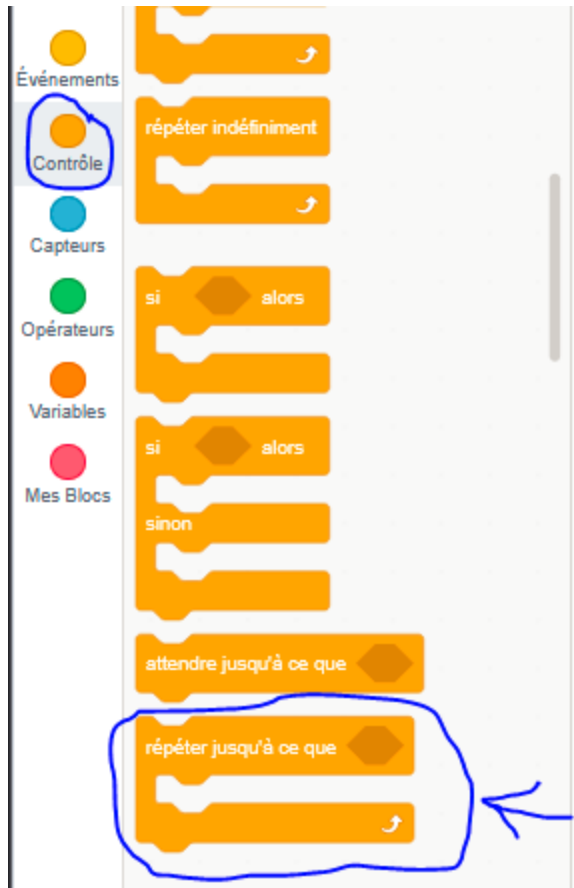 Événements
Contrôle
Capteurs
Opérateurs
Variables
Mes Blocs
répéter indéfiniment
si alors
si alors
sinon
attendre jusqu'à ce que
répéter jusqu'à ce que